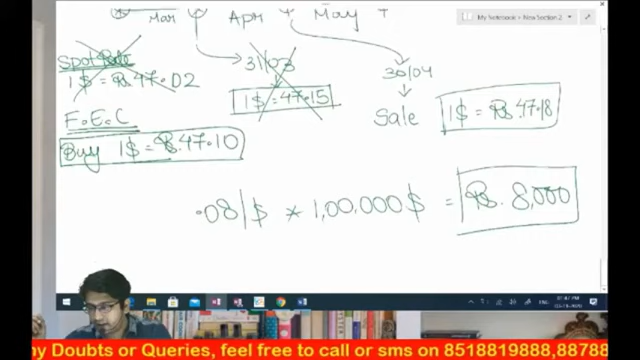 Mar Apr May
My Notebook » New Section 2
Spot Rate
1$ = Rs.47.02
31/03
1$ = 47.15
30/04
Sale
1$ = Rs.47.18
F.E.C
Buy 1$ = Rs.47.10
.08/$ * 1,00,000$ = Rs. 8,000
ny Doubts or Queries, feel free to call or sms on 8518819888,88788